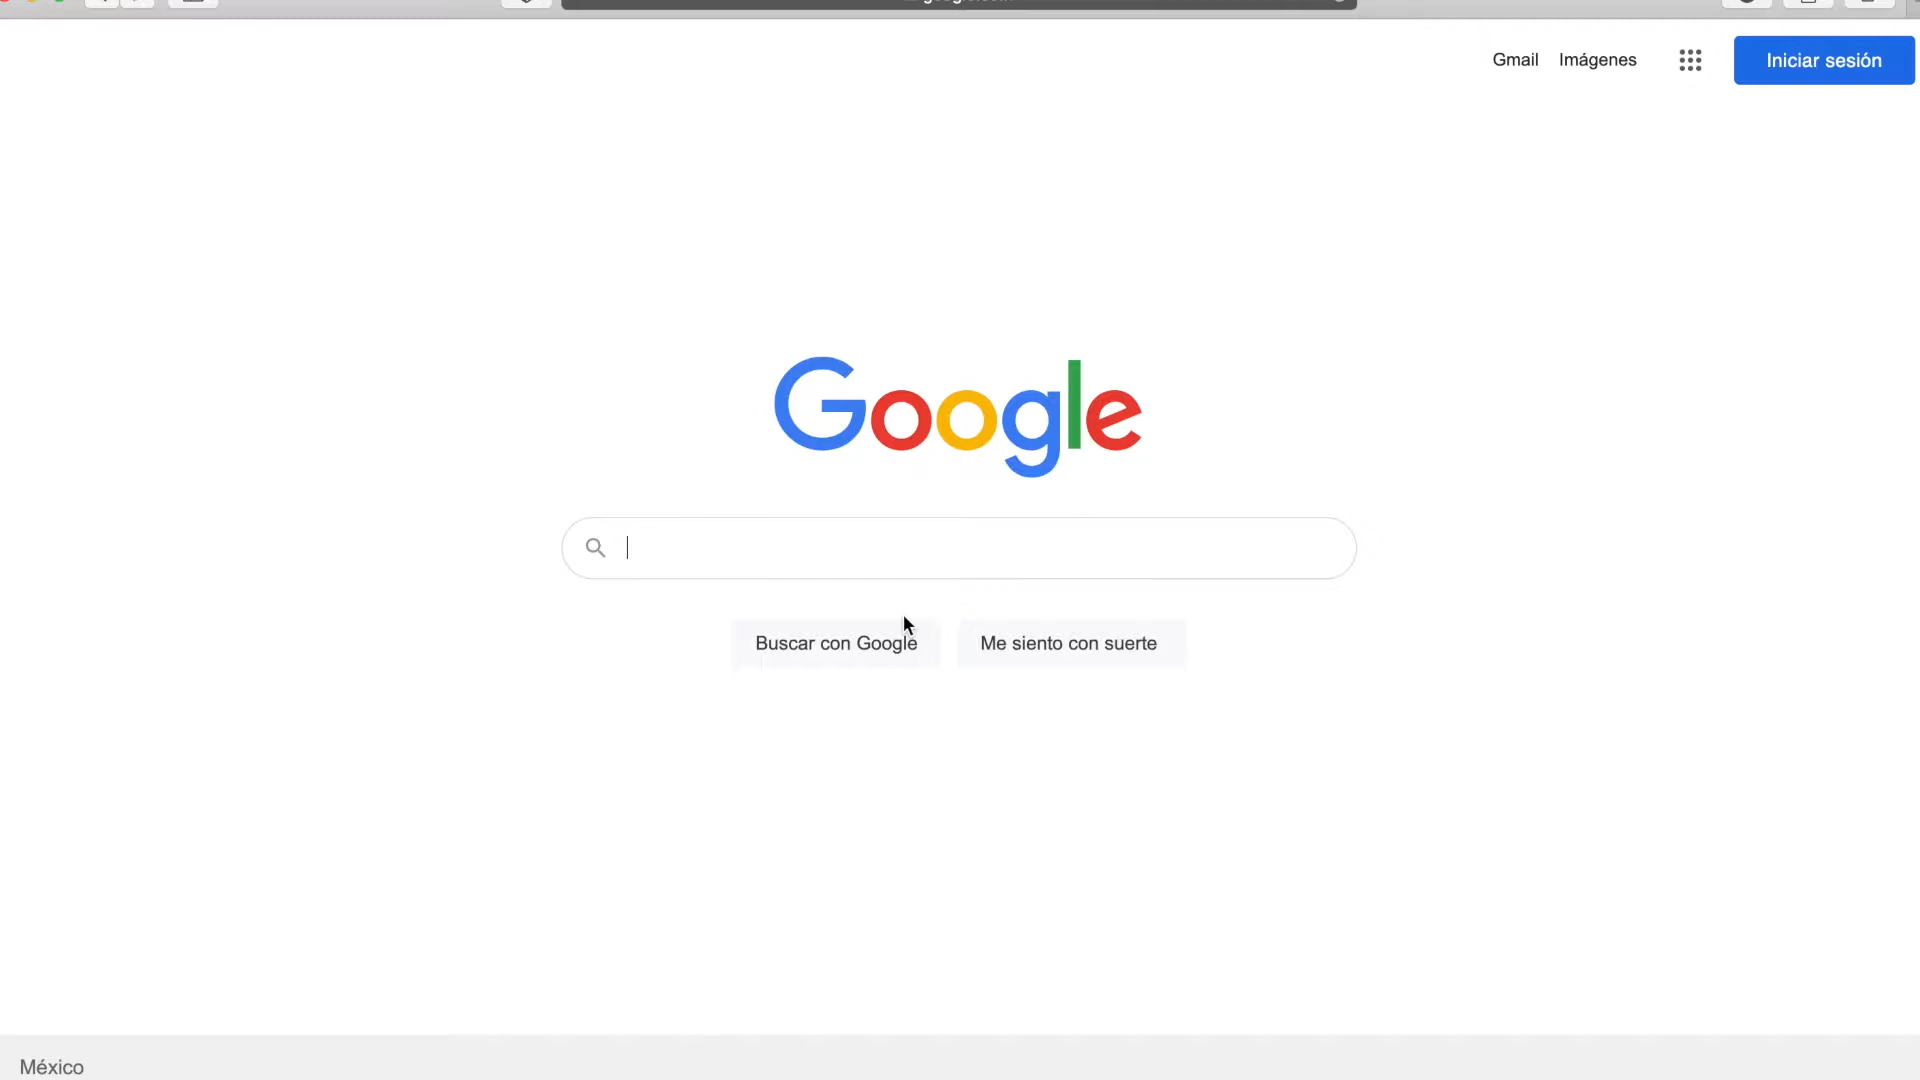 Gmail Imágenes Iniciar sesión
Google
Buscar con Google Me siento con suerte
México